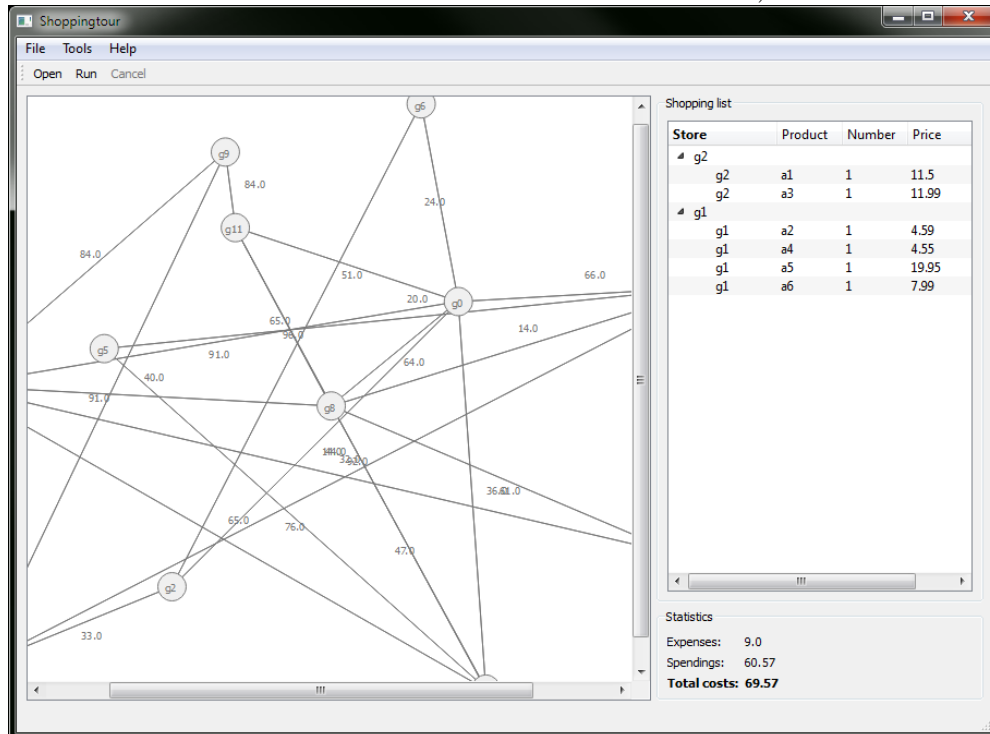 Shoppingtour
File Tools Help
Open Run Cancel
g6
g9
84.0
24.0
g11
84.0
51.0
66.0
20.0
g0
65.0
14.0
g5
91.0
64.0
40.0
91.0
g8
36.0
65.0
76.0
47.0
g2
33.0
Shopping list
Store Product Number Price
g2
g2 a1 1 11.5
g2 a3 1 11.99
g1
g1 a2 1 4.59
g1 a4 1 4.55
g1 a5 1 19.95
g1 a6 1 7.99
Statistics
Expenses: 9.0
Spendings: 60.57
Total costs: 69.57